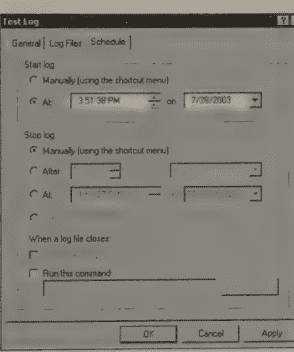 Test Log
General Log Files Schedule
Start log
Manually (using the shortcut menu)
At: 3:51:38 PM on 7/28/2003
Stop log
Manually (using the shortcut menu)
After
At:
When a log file closes:
Run this command:
OK Cancel Apply